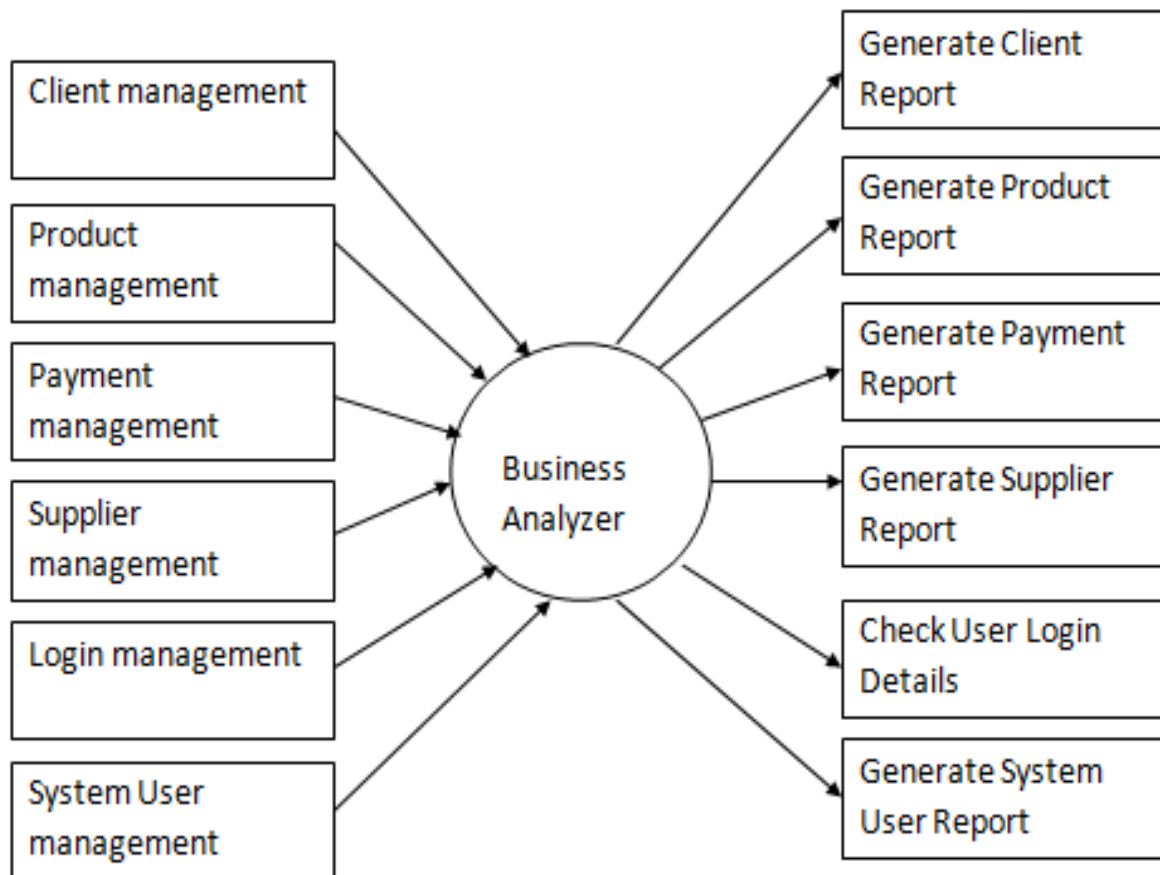 Client management
Product
management
Payment
management
Supplier
management
Login management
System User
management
Business
Analyzer
Generate Client
Report
Generate Product
Report
Generate Payment
Report
Generate Supplier
Report
Check User Login
Details
Generate System
User Report